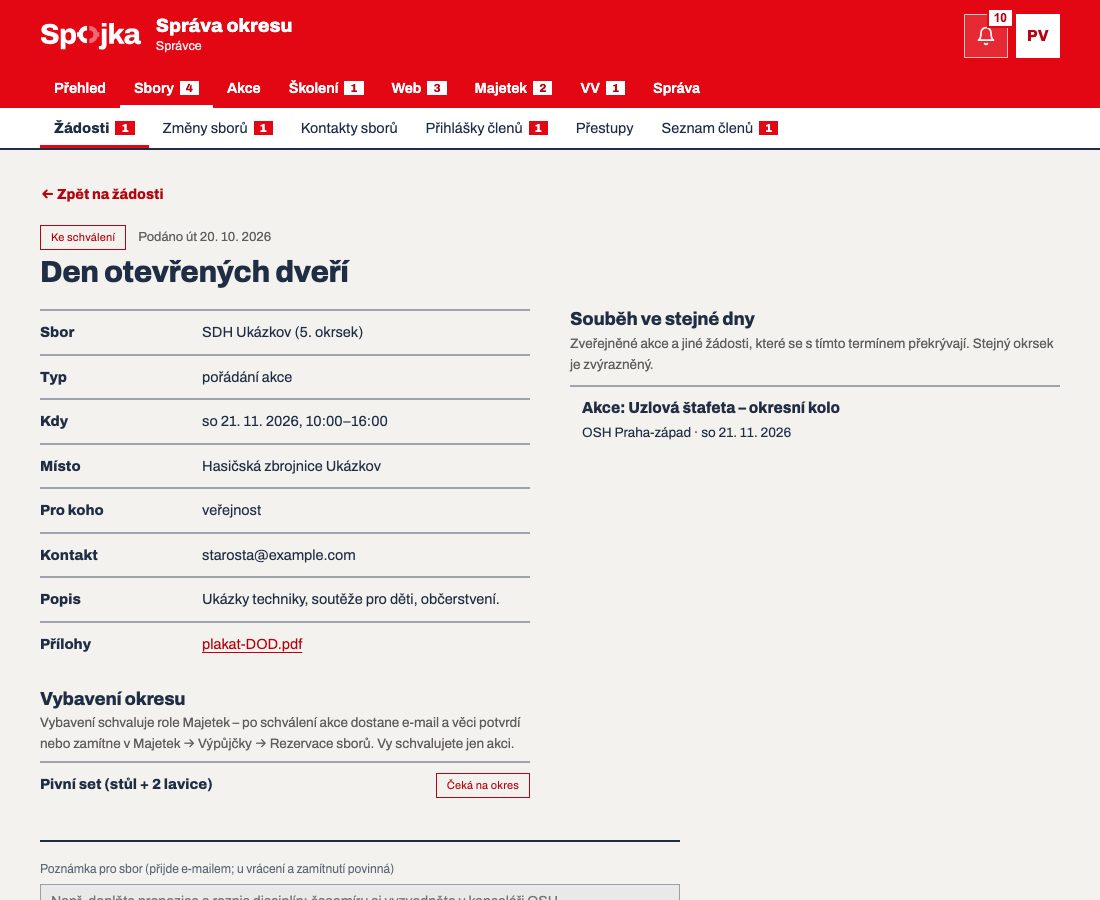 Spojka
Správa okresu
Správce
10
PV
Přehled
Sbory 4
Akce
Školení 1
Web 3
Majetek 2
VV 1
Správa
Žádosti 1
Změny sborů 1
Kontakty sborů
Přihlášky členů 1
Přestupy
Seznam členů 1
← Zpět na žádosti
Ke schválení
Podáno út 20. 10. 2026
Den otevřených dveří
Sbor SDH Ukázkov (5. okrsek)
Typ pořádání akce
Kdy so 21. 11. 2026, 10:00–16:00
Místo Hasičská zbrojnice Ukázkov
Pro koho veřejnost
Kontakt starosta@example.com
Popis Ukázky techniky, soutěže pro děti, občerstvení.
Přílohy plakat-DOD.pdf
Vybavení okresu
Vybavení schvaluje role Majetek – po schválení akce dostane e-mail a věci potvrdí
nebo zamítne v Majetek → Výpůjčky → Rezervace sborů. Vy schvalujete jen akci.
Pivní set (stůl + 2 lavice) Čeká na okres
Souběh ve stejné dny
Zveřejněné akce a jiné žádosti, které se s tímto termínem překrývají. Stejný okrsek
je zvýrazněný.
Akce: Uzlová štafeta – okresní kolo
OSH Praha-západ · so 21. 11. 2026
Poznámka pro sbor (přijde e-mailem; u vrácení a zamítnutí povinná)